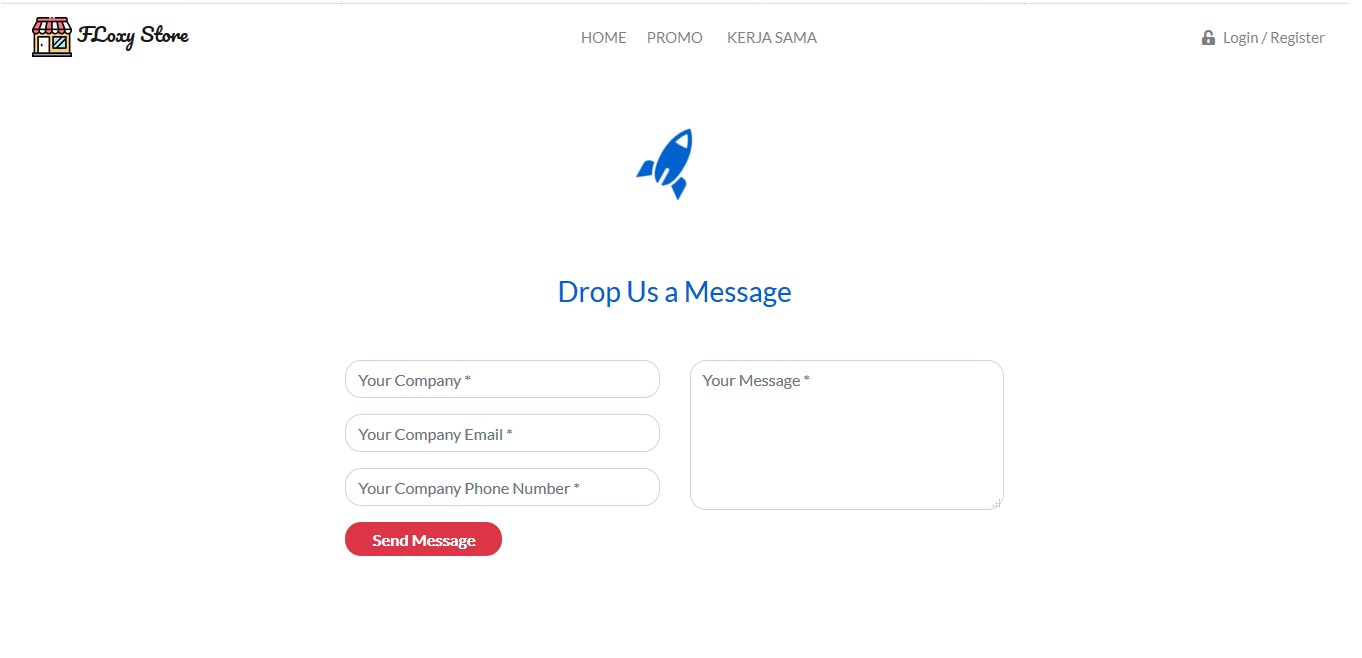 FLoxy Store
HOME PROMO KERJA SAMA
Login / Register
Drop Us a Message
Your Company *
Your Company Email *
Your Company Phone Number *
Your Message *
Send Message